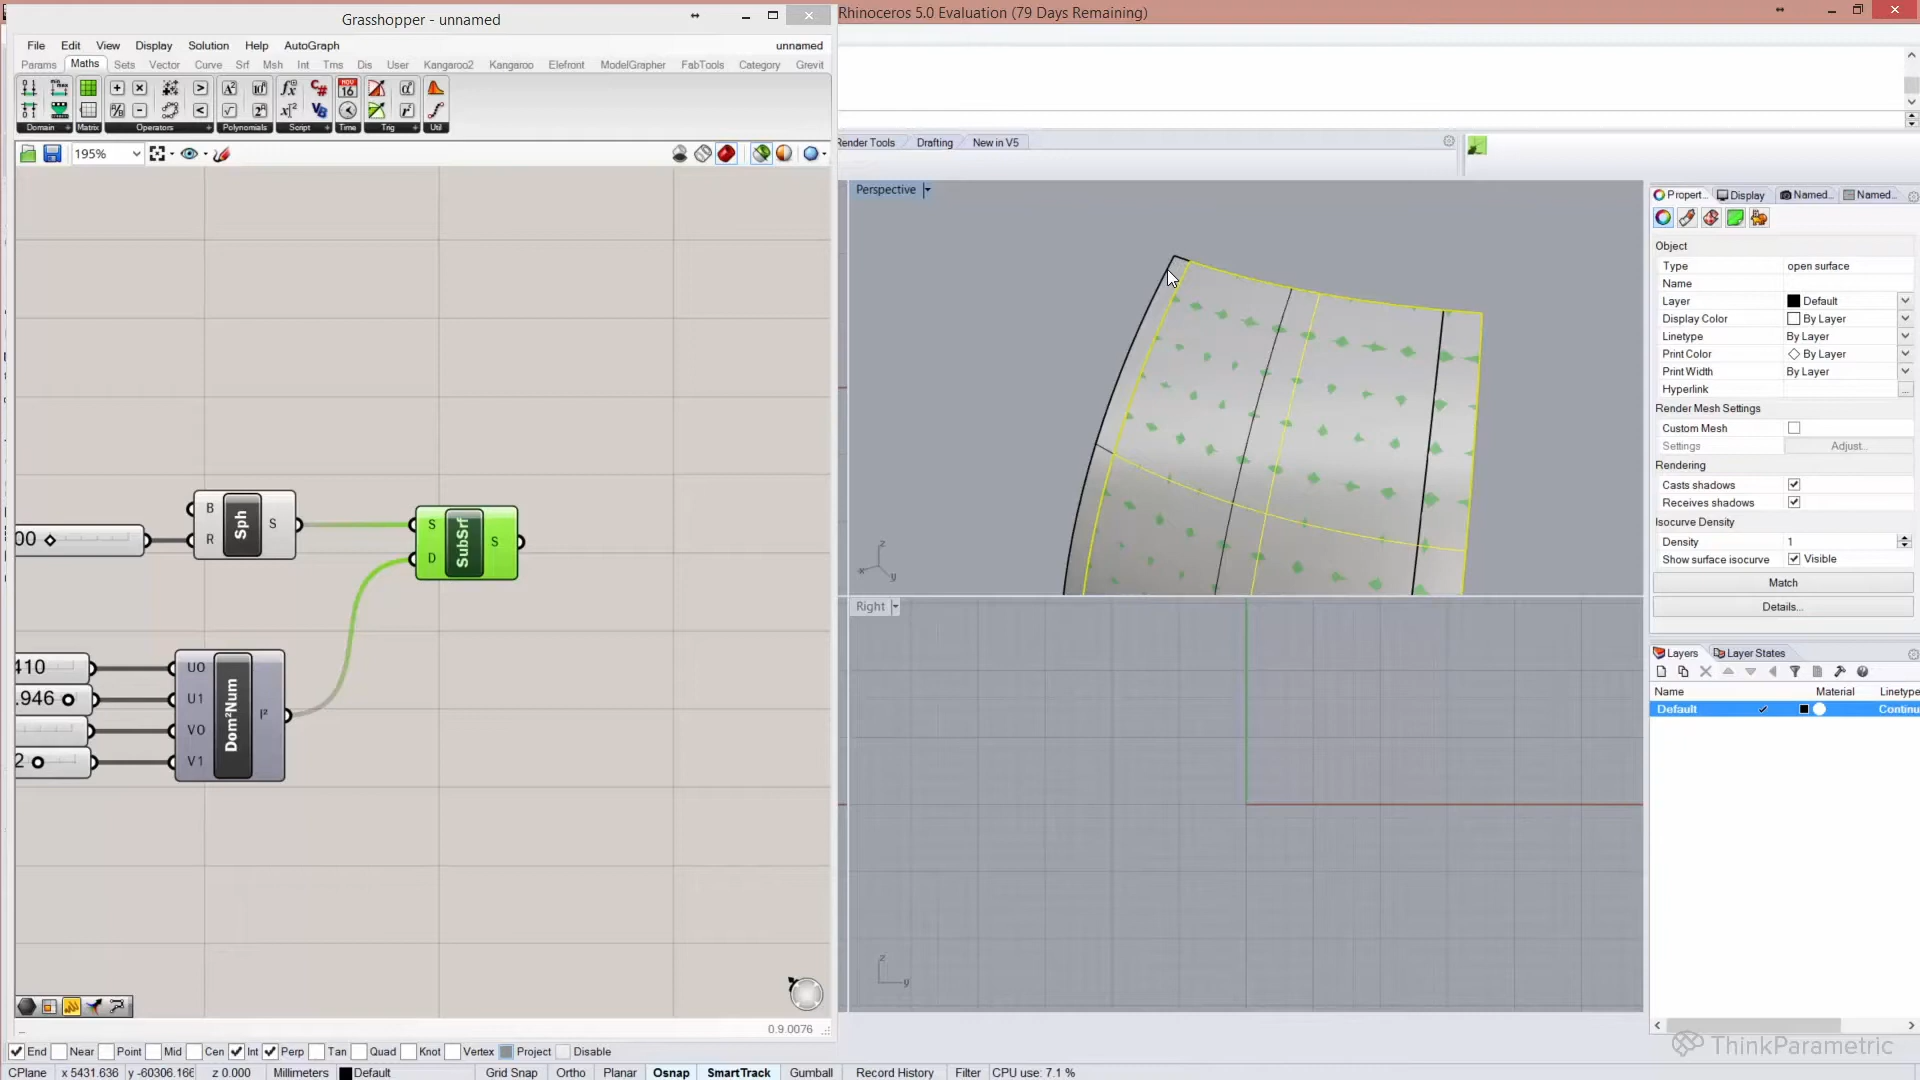 Grasshopper - unnamed
Rhinoceros 5.0 Evaluation (79 Days Remaining)
File Edit View Display Solution Help AutoGraph unnamed
Params Maths Sets Vector Curve Srf Msh Int Trns Dis User Kangaroo2 Kangaroo Elefront ModelGrapher FabTools Category Grevit
Domain Matrix Operators Polynomials Script Time Trig Util
195%
Render Tools Drafting New in V5
Perspective
Propert... Display Named... Named...
Object
Type open surface
Name
Layer Default
Display Color By Layer
Linetype By Layer
Print Color By Layer
Print Width By Layer
Hyperlink ...
Render Mesh Settings
Custom Mesh
Settings Adjust...
Rendering
Casts shadows
Receives shadows
Isocurve Density
Density 1
Show surface isocurve Visible
Match
Details...
B
R
Sph
S
00
S
D
SubSrf
S
410
.946
2
U0
U1
V0
V1
Dom²Num
I²
z
x y
Right
z
y
Layers Layer States
Name Material Linetype
Default Continu
0.9.0076
ThinkParametric
End Near Point Mid Cen Int Perp Tan Quad Knot Vertex Project Disable
CPlane x 5431.636 y -60306.166 z 0.000 Millimeters Default Grid Snap Ortho Planar Osnap SmartTrack Gumball Record History Filter CPU use: 7.1 %